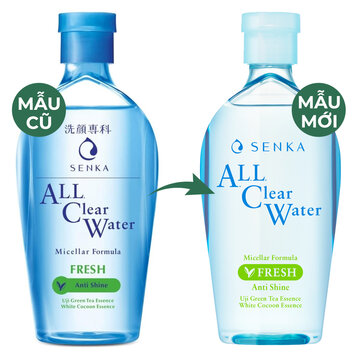 MẪU
CŨ
洗顔専科
SENKA
ALL
Clear
Water
Micellar Formula
FRESH
Anti Shine
Uji Green Tea Essence
White Cocoon Essence
MẪU
MỚI
SENKA
ALL
Clear
Water
Micellar Formula
FRESH
Anti Shine
Uji Green Tea Essence
White Cocoon Essence